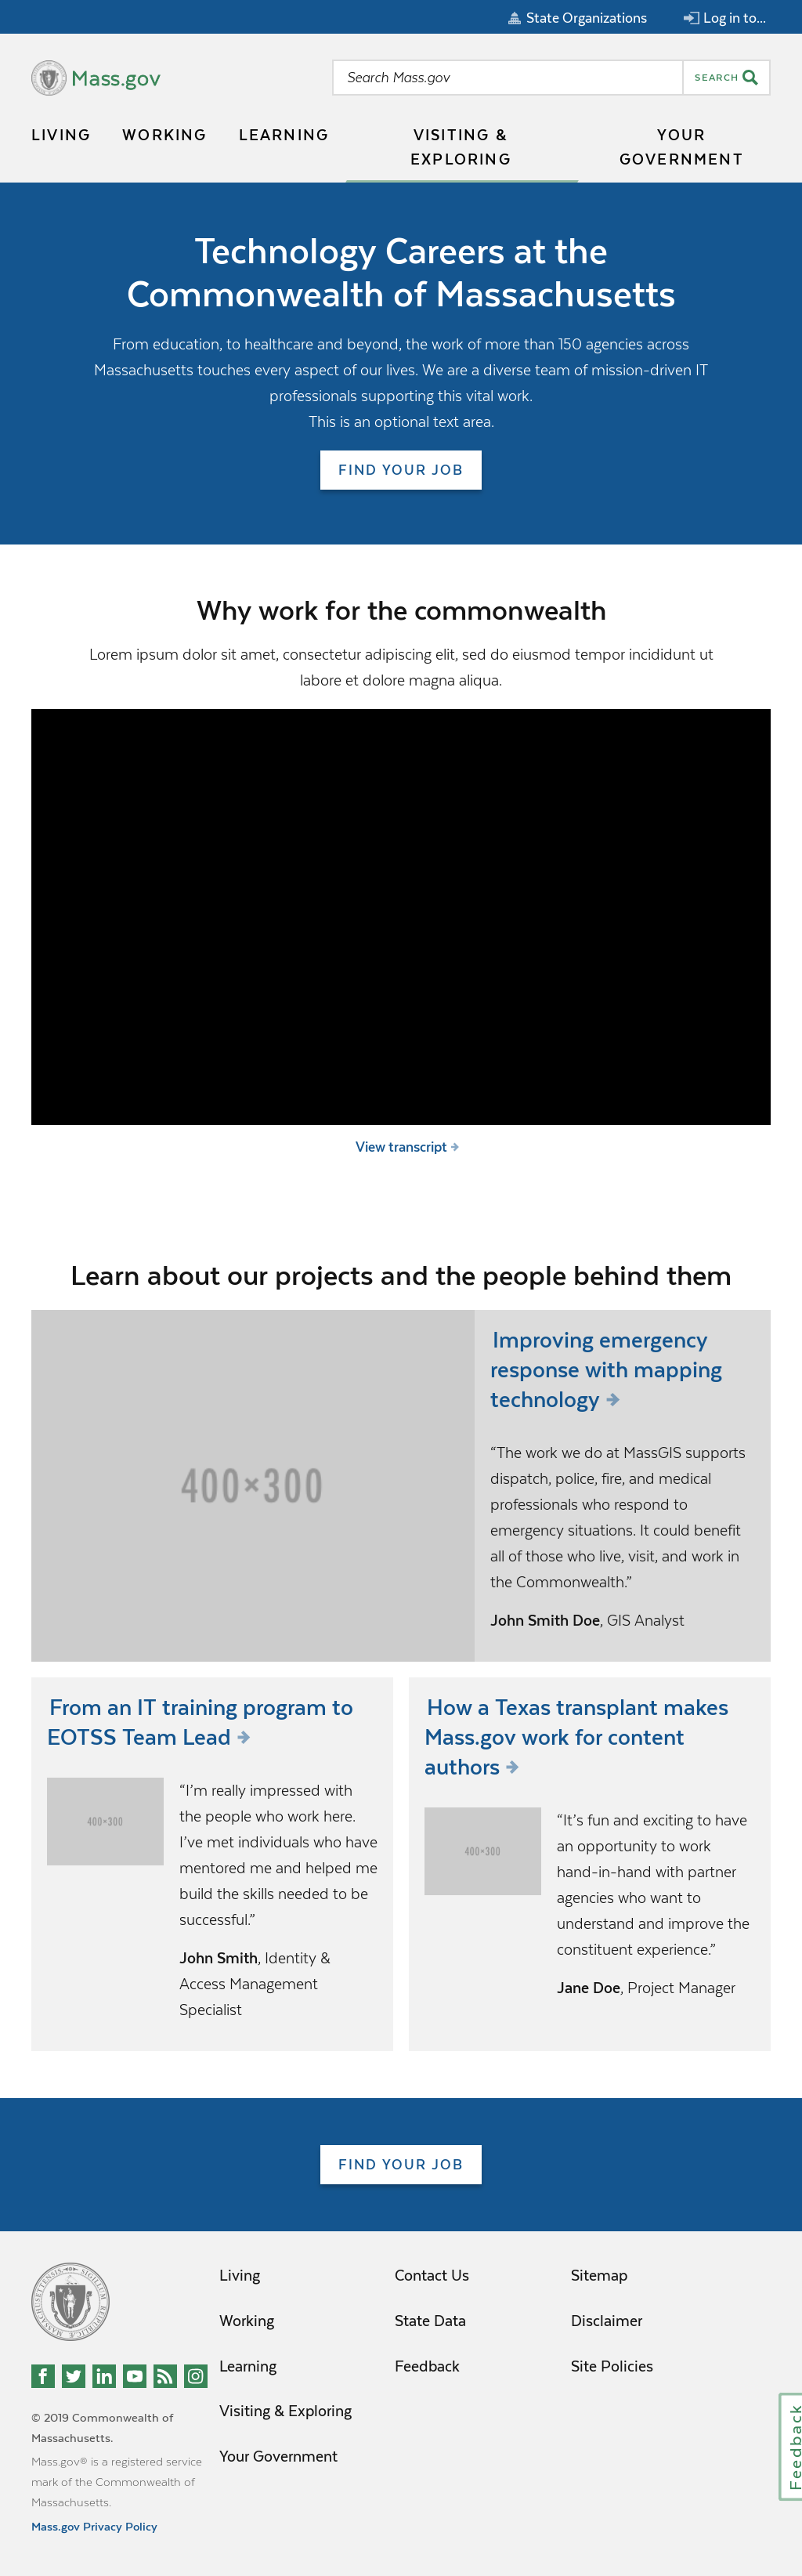 State Organizations
Log in to...
Mass.gov
Search Mass.gov
SEARCH
LIVING
WORKING
LEARNING
VISITING &
EXPLORING
YOUR
GOVERNMENT
Technology Careers at the
Commonwealth of Massachusetts
From education, to healthcare and beyond, the work of more than 150 agencies across
Massachusetts touches every aspect of our lives. We are a diverse team of mission-driven IT
professionals supporting this vital work.
This is an optional text area.
FIND YOUR JOB
Why work for the commonwealth
Lorem ipsum dolor sit amet, consectetur adipiscing elit, sed do eiusmod tempor incididunt ut
labore et dolore magna aliqua.
View transcript
Learn about our projects and the people behind them
400×300
Improving emergency
response with mapping
technology
“The work we do at MassGIS supports
dispatch, police, fire, and medical
professionals who respond to
emergency situations. It could benefit
all of those who live, visit, and work in
the Commonwealth.”
John Smith Doe, GIS Analyst
From an IT training program to
EOTSS Team Lead
400×300
“I’m really impressed with
the people who work here.
I’ve met individuals who have
mentored me and helped me
build the skills needed to be
successful.”
John Smith, Identity &
Access Management
Specialist
How a Texas transplant makes
Mass.gov work for content
authors
400×300
“It’s fun and exciting to have
an opportunity to work
hand-in-hand with partner
agencies who want to
understand and improve the
constituent experience.”
Jane Doe, Project Manager
FIND YOUR JOB
Living
Working
Learning
Visiting & Exploring
Your Government
Contact Us
State Data
Feedback
Sitemap
Disclaimer
Site Policies
© 2019 Commonwealth of
Massachusetts.
Mass.gov® is a registered service
mark of the Commonwealth of
Massachusetts.
Mass.gov Privacy Policy
Feedback